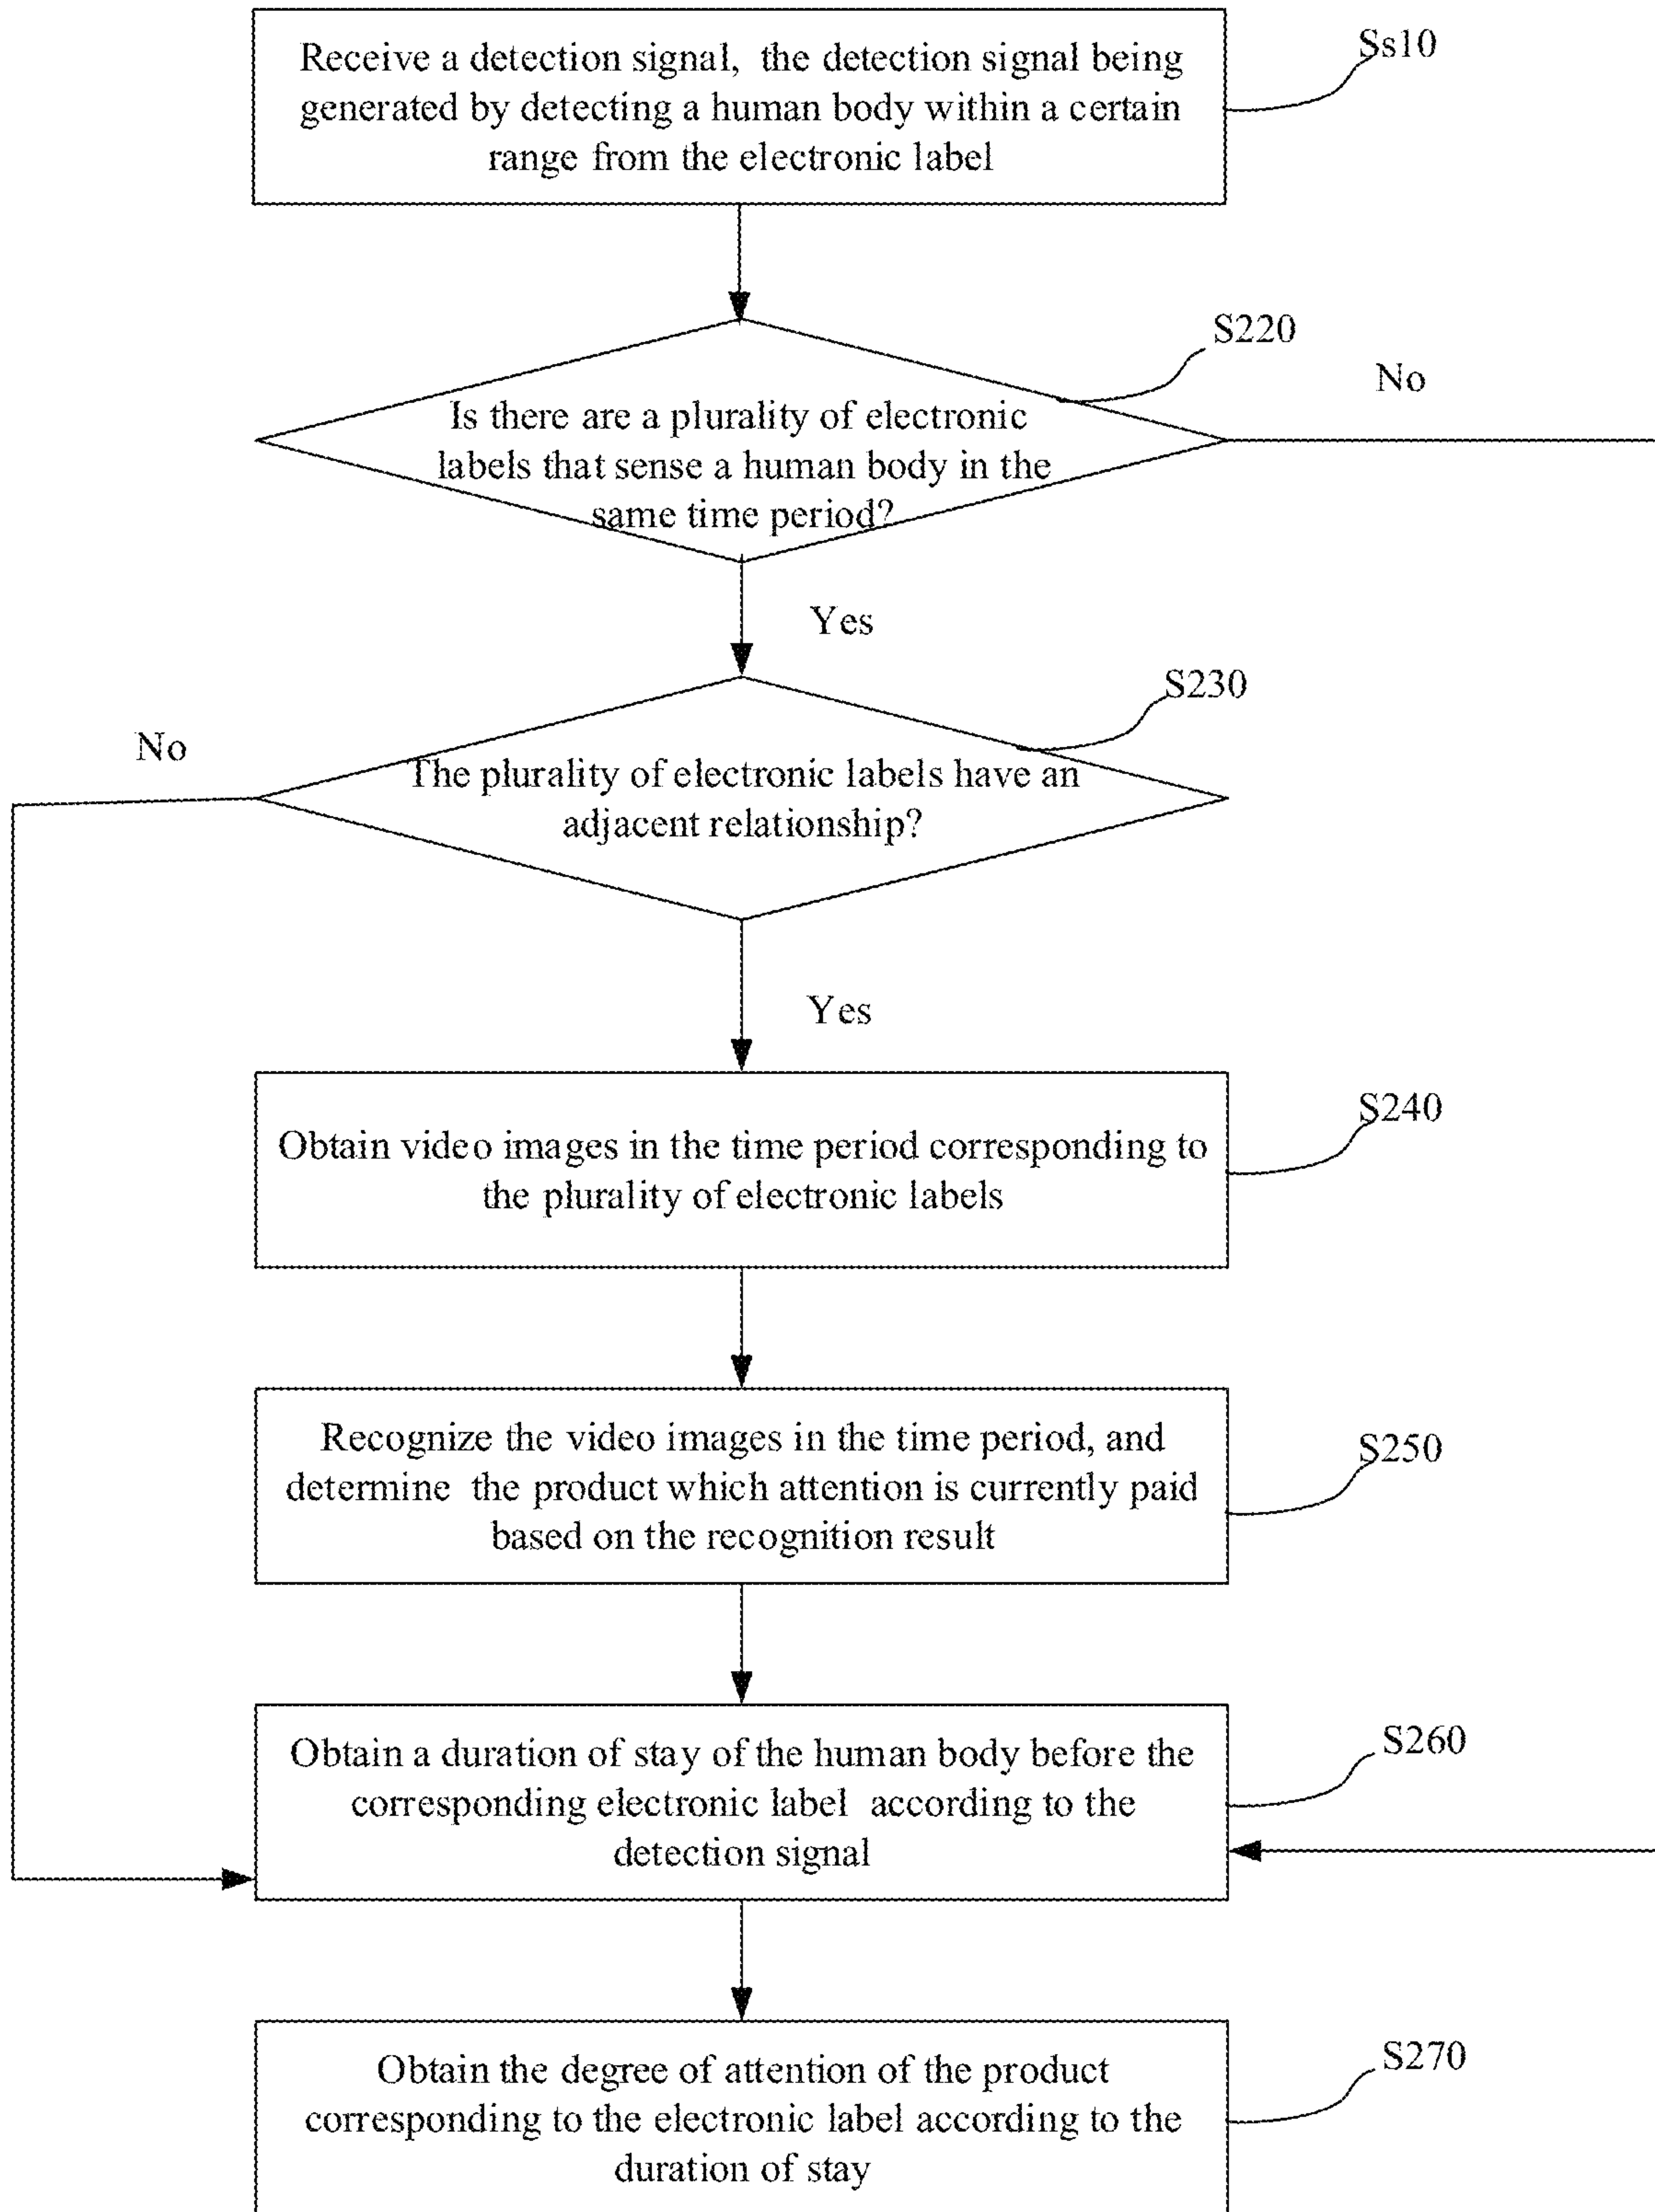 Receive a detection signal, the detection signal being
generated by detecting a human body within a certain
range from the electronic label
Ss10
S220
No
Is there are a plurality of electronic
labels that sense a human body in the
same time period?
Yes
S230
No
The plurality of electronic labels have an
adjacent relationship?
Yes
S240
Obtain video images in the time period corresponding to
the plurality of electronic labels
Recognize the video images in the time period, and
determine the product which attention is currently paid
based on the recognition result
S250
Obtain a duration of stay of the human body before the
corresponding electronic label according to the
detection signal
S260
Obtain the degree of attention of the product
corresponding to the electronic label according to the
duration of stay
S270